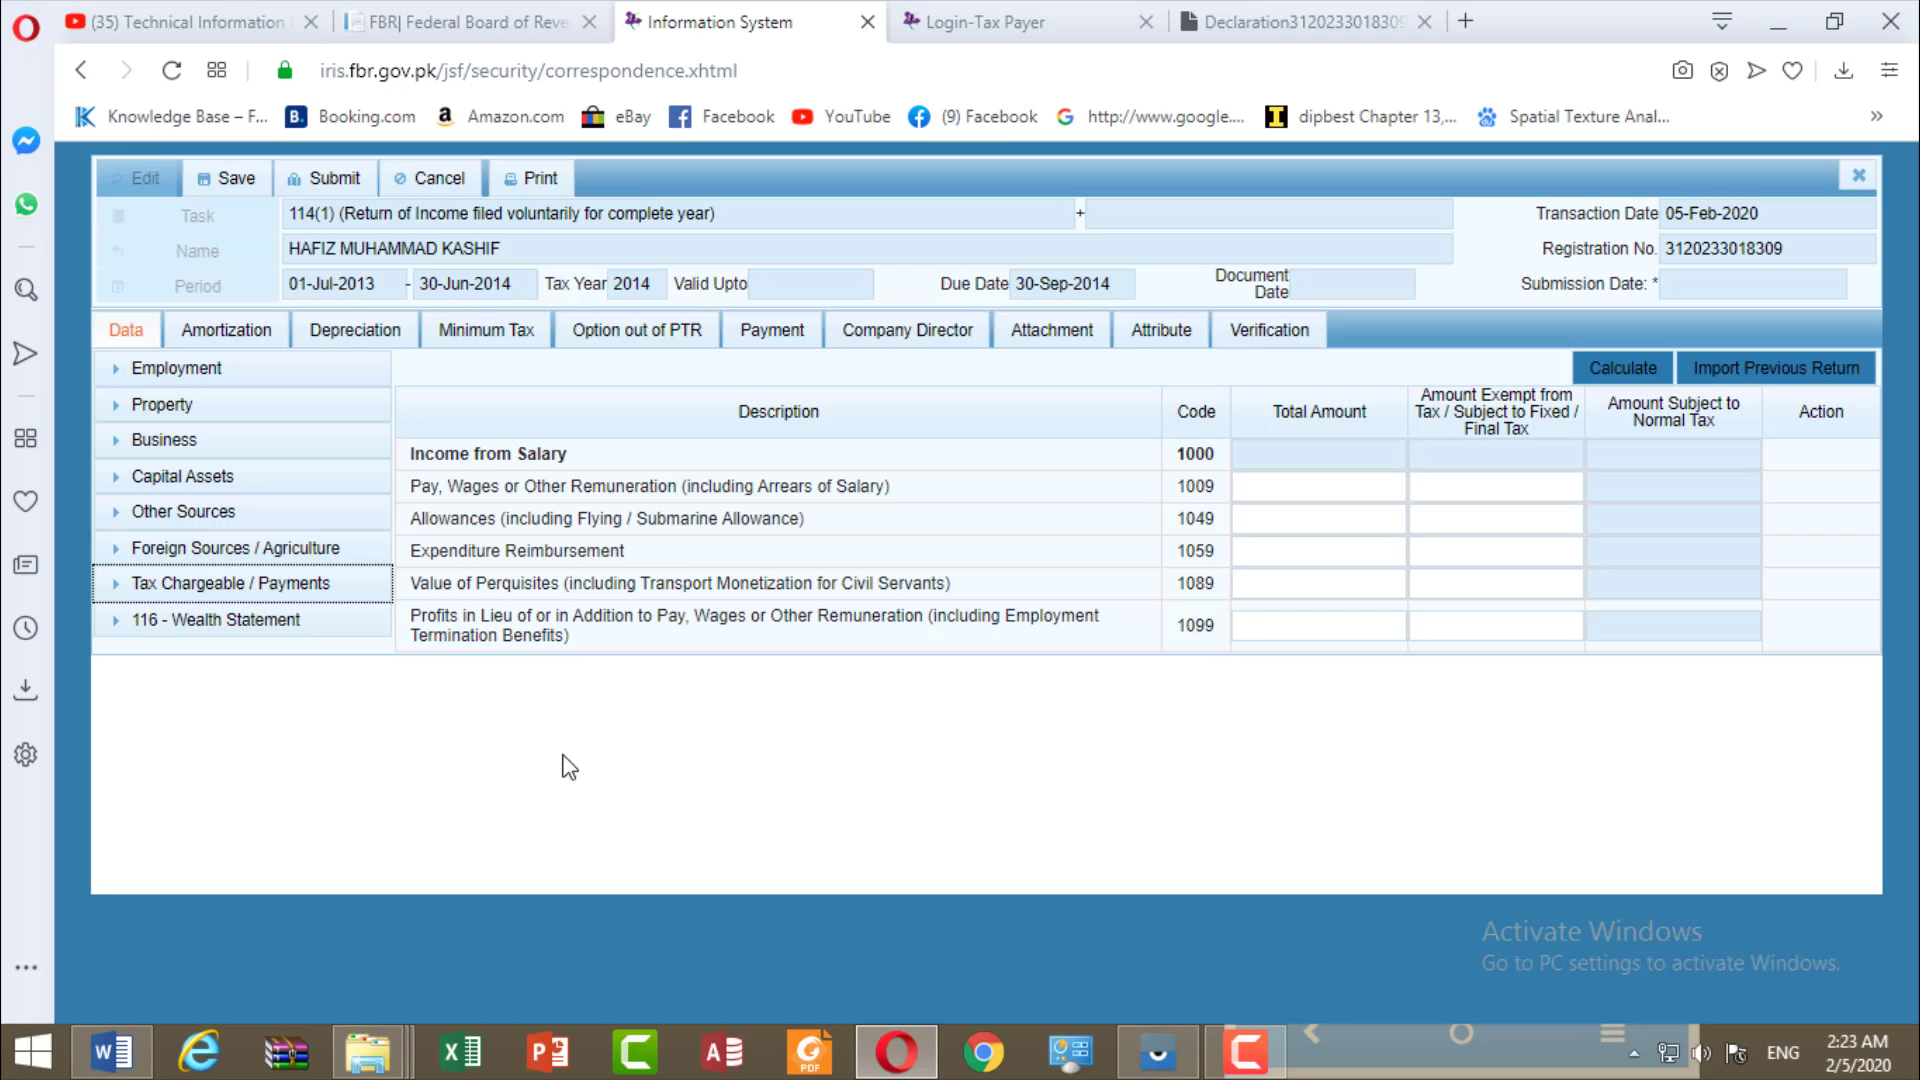 (35) Technical Information
FBR| Federal Board of Reve
Information System
Login-Tax Payer
Declaration3120233018309
iris.fbr.gov.pk/jsf/security/correspondence.xhtml
Knowledge Base – F...
Booking.com
Amazon.com
eBay
Facebook
YouTube
(9) Facebook
http://www.google....
dipbest Chapter 13,...
Spatial Texture Anal...
»
Edit
Save
Submit
Cancel
Print
Task
114(1) (Return of Income filed voluntarily for complete year)
+
Transaction Date 05-Feb-2020
Name
HAFIZ MUHAMMAD KASHIF
Registration No. 3120233018309
Period
01-Jul-2013 - 30-Jun-2014
Tax Year 2014
Valid Upto
Due Date 30-Sep-2014
Document
Date
Submission Date: *
Data
Amortization
Depreciation
Minimum Tax
Option out of PTR
Payment
Company Director
Attachment
Attribute
Verification
Employment
Property
Business
Capital Assets
Other Sources
Foreign Sources / Agriculture
Tax Chargeable / Payments
116 - Wealth Statement
Calculate
Import Previous Return
Description
Code
Total Amount
Amount Exempt from
Tax / Subject to Fixed /
Final Tax
Amount Subject to
Normal Tax
Action
Income from Salary 1000
Pay, Wages or Other Remuneration (including Arrears of Salary) 1009
Allowances (including Flying / Submarine Allowance) 1049
Expenditure Reimbursement 1059
Value of Perquisites (including Transport Monetization for Civil Servants) 1089
Profits in Lieu of or in Addition to Pay, Wages or Other Remuneration (including Employment
Termination Benefits) 1099
Activate Windows
Go to PC settings to activate Windows.
ENG
2:23 AM
2/5/2020